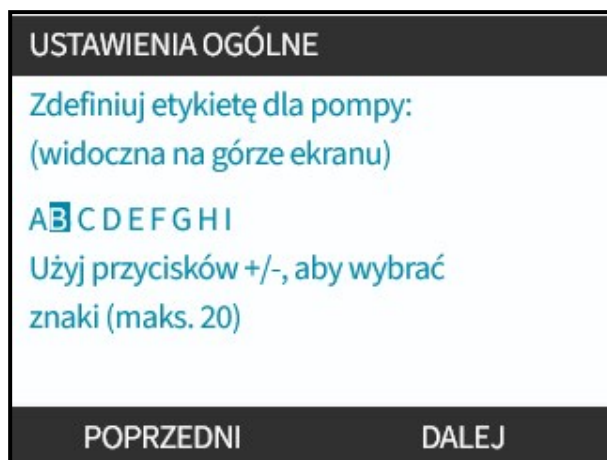 USTAWIENIA OGÓLNE
Zdefiniuj etykietę dla pompy:
(widoczna na górze ekranu)
A B C D E F G H I
Użyj przycisków +/-, aby wybrać
znaki (maks. 20)
POPRZEDNI DALEJ